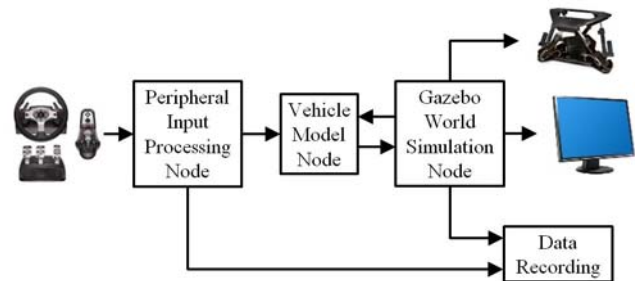 Peripheral
Input
Processing
Node
Vehicle
Model
Node
Gazebo
World
Simulation
Node
Data
Recording